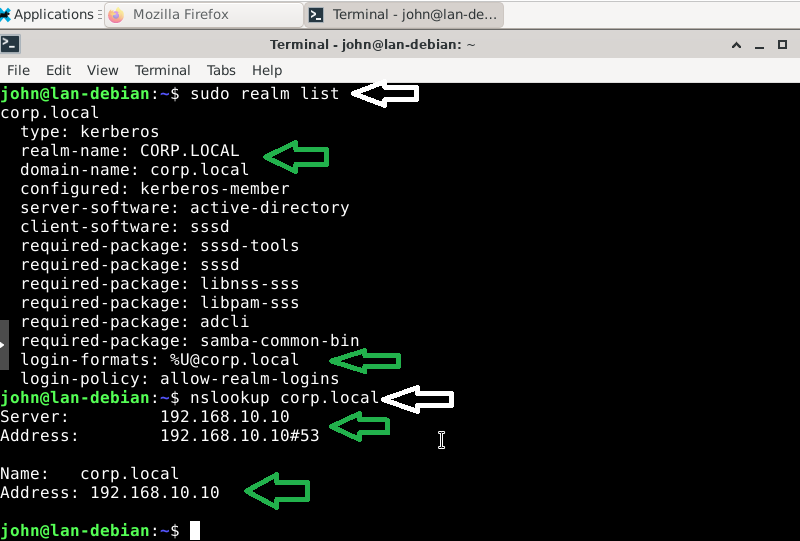 Applications
Mozilla Firefox
Terminal - john@lan-de...
Terminal - john@lan-debian: ~
File Edit View Terminal Tabs Help
john@lan-debian:~$ sudo realm list
corp.local
  type: kerberos
  realm-name: CORP.LOCAL
  domain-name: corp.local
  configured: kerberos-member
  server-software: active-directory
  client-software: sssd
  required-package: sssd-tools
  required-package: sssd
  required-package: libnss-sss
  required-package: libpam-sss
  required-package: adcli
  required-package: samba-common-bin
  login-formats: %U@corp.local
  login-policy: allow-realm-logins
john@lan-debian:~$ nslookup corp.local
Server:         192.168.10.10
Address:        192.168.10.10#53

Name:   corp.local
Address: 192.168.10.10

john@lan-debian:~$